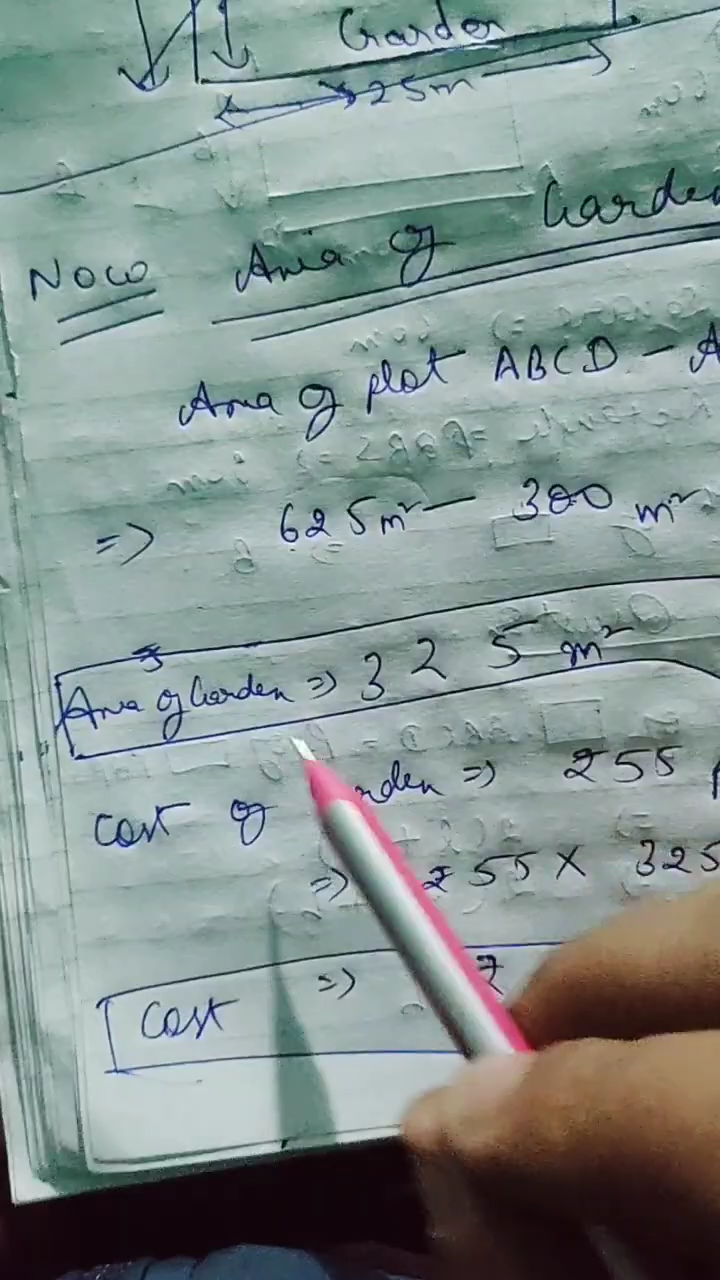 Garden
25m
Now Area of Garden
Area of plot ABCD - A
=> 625m² - 300 m²
Area of Garden => 325 m²
Cost of rden => 255
=> 255 X 325
Cost =>